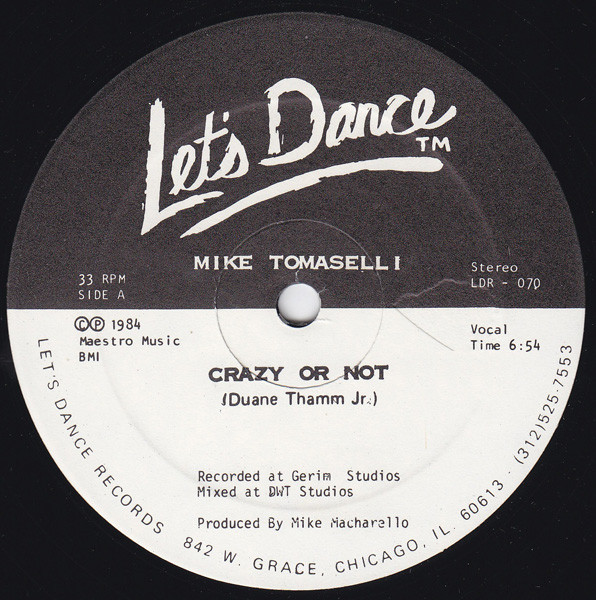 Let's Dance TM
MIKE TOMASELLI
33 RPM
SIDE A
Stereo
LDR - 070
©℗ 1984
Maestro Music
BMI
Vocal
Time 6:54
CRAZY OR NOT
(Duane Thamm Jr.)
Recorded at Gerim Studios
Mixed at DWT Studios
Produced By Mike Macharello
LET'S DANCE RECORDS 842 W. GRACE, CHICAGO, IL. 60613 · (312)525-7553